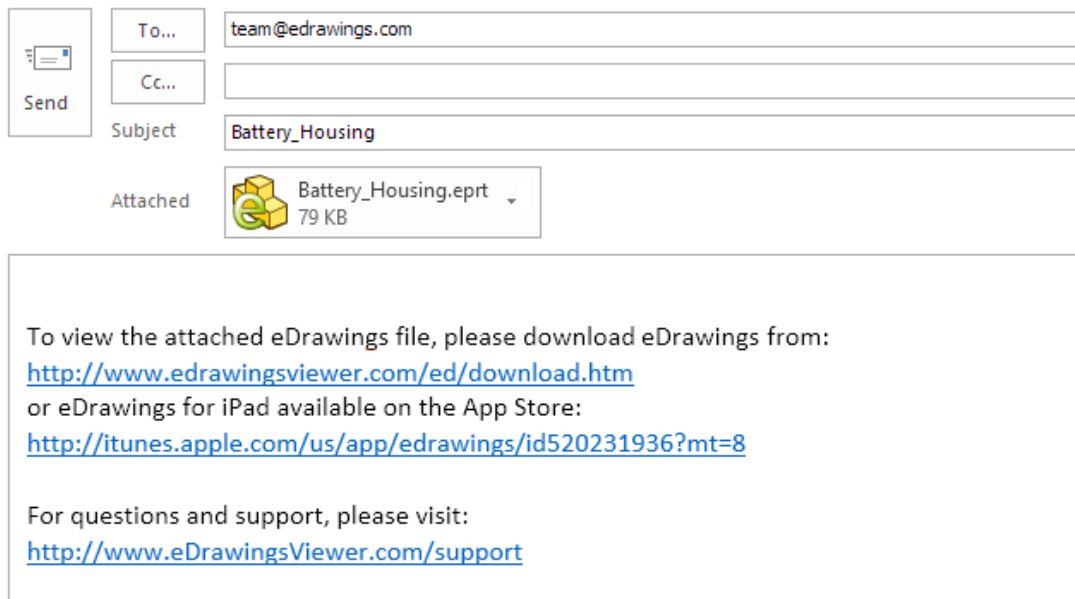 To...
team@edrawings.com
Cc...
Send
Subject
Battery_Housing
Attached
Battery_Housing.eprt
79 KB
To view the attached eDrawings file, please download eDrawings from:
http://www.edrawingsviewer.com/ed/download.htm
or eDrawings for iPad available on the App Store:
http://itunes.apple.com/us/app/edrawings/id520231936?mt=8
For questions and support, please visit:
http://www.eDrawingsViewer.com/support